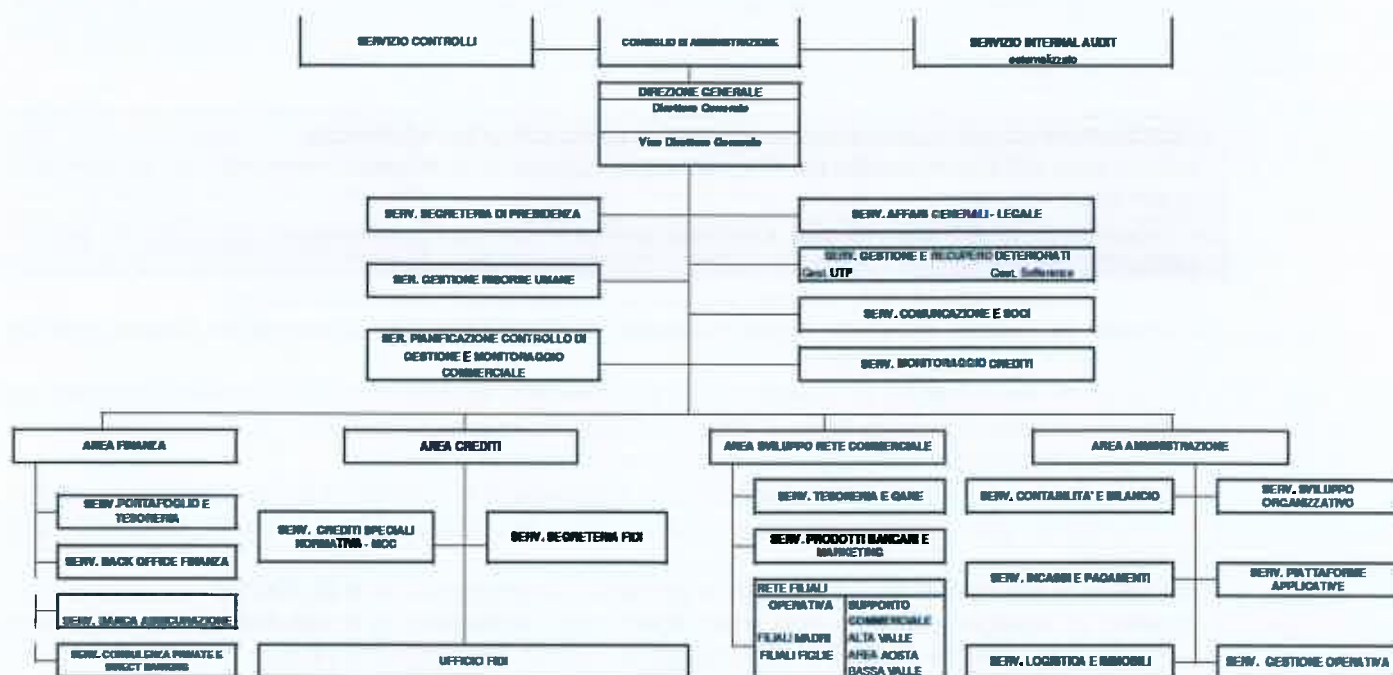 SERVIZIO CONTROLLI
CONSIGLIO DI AMMINISTRAZIONE
SERVIZIO INTERNAL AUDIT
esternalizzato
DIREZIONE GENERALE
Direttore Generale
Vice Direttore Generale
SERV. SEGRETERIA DI PRESIDENZA
SERV. AFFARI GENERALI - LEGALE
SERV. GESTIONE E RECUPERO DETERIORATI
Gest. UTP
Gest. Sofferenze
SER. GESTIONE RISORSE UMANE
SERV. COMUNCAZIONE E SOCI
SER. PIANIFICAZIONE CONTROLLO DI
GESTIONE E MONITORAGGIO
COMMERCIALE
SERV. MONITORAGGIO CREDITI
AREA FINANZA
AREA CREDITI
AREA SVILUPPO RETE COMMERCIALE
AREA AMMINISTRAZIONE
SERV. PORTAFOGLIO E
TESORERIA
SERV. BACK OFFICE FINANZA
SERV. BANCA ASSICURAZIONE
SERV. CONSULENZA PRIVATE E
DIRECT BANKING
SERV. CREDITI SPECIALI
NORMATIVA - MCC
SERV. SEGRETERIA FIDI
UFFICIO FIDI
SERV. TESORERIA E GARE
SERV. PRODOTTI BANCARI E
MARKETING
RETE FILIALI
OPERATIVA
FILIALI MADRI
FILIALI FIGLIE
SUPPORTO
COMMERCIALE
ALTA VALLE
AREA AOSTA
BASSA VALLE
SERV. CONTABILITA' E BILANCIO
SERV. SVILUPPO
ORGANIZZATIVO
SERV. INCASSI E PAGAMENTI
SERV. PIATTAFORME
APPLICATIVE
SERV. LOGISTICA E IMMOBILI
SERV. GESTIONE OPERATIVA